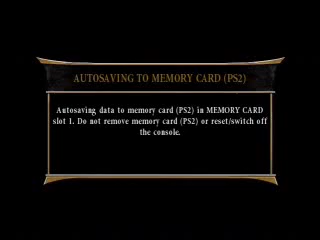 AUTOSAVING TO MEMORY CARD (PS2)
Autosaving data to memory card (PS2) in MEMORY CARD
slot 1. Do not remove memory card (PS2) or reset/switch off
the console.